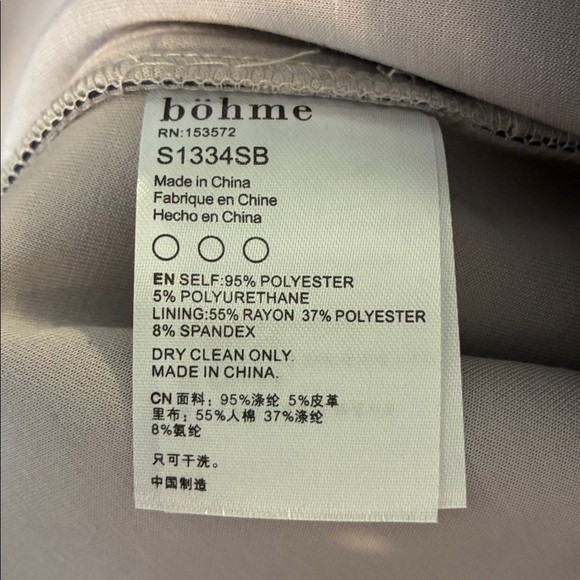 böhme
RN:153572
S1334SB
Made in China
Fabrique en Chine
Hecho en China
EN SELF:95% POLYESTER
5% POLYURETHANE
LINING:55% RAYON 37% POLYESTER
8% SPANDEX
DRY CLEAN ONLY.
MADE IN CHINA.
CN 面料：95%涤纶 5%皮革
里布：55%人棉 37%涤纶
8%氨纶
只可干洗。
中国制造